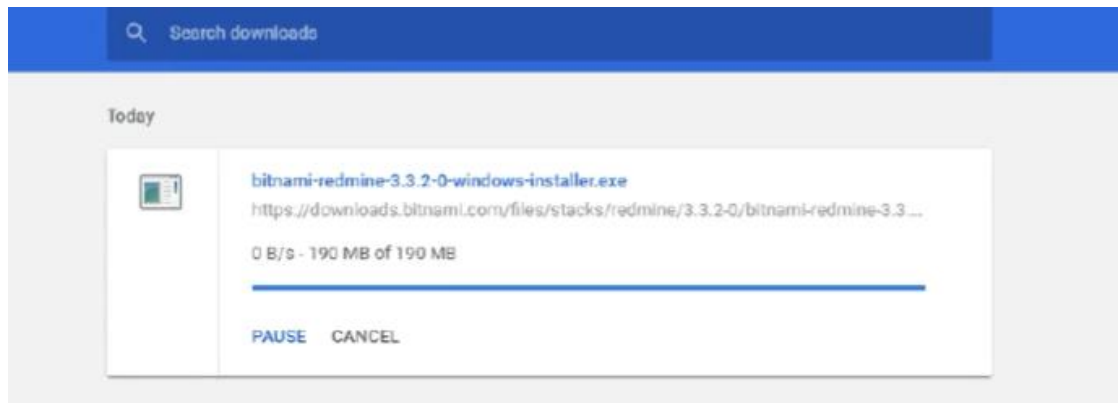 Search downloads
Today
bitnami-redmine-3.3.2-0-windows-installer.exe
https://downloads.bitnami.com/files/stacks/redmine/3.3.2-0/bitnami-redmine-3.3...
0 B/s - 190 MB of 190 MB
PAUSE CANCEL